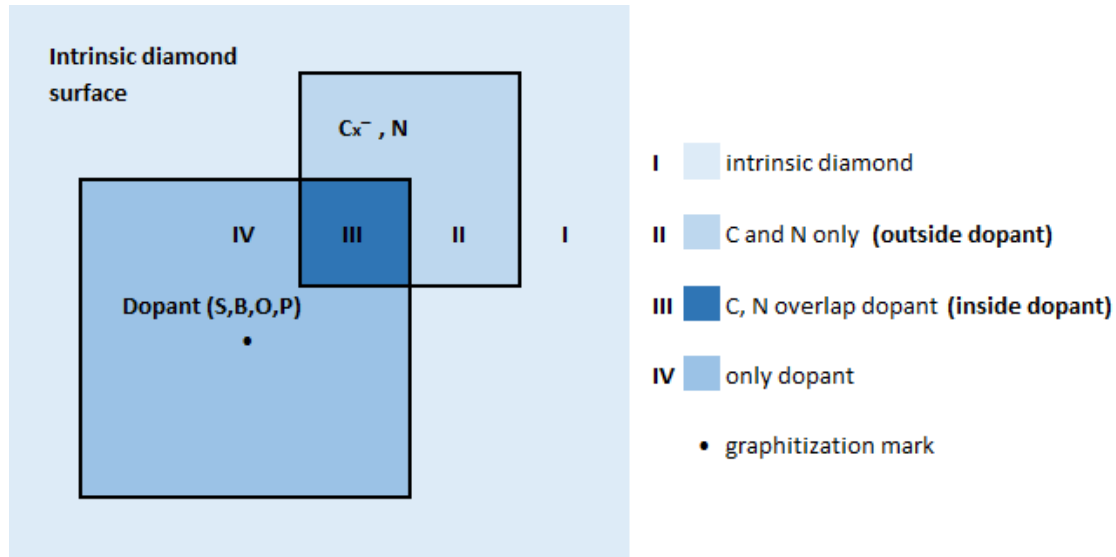 Intrinsic diamond
surface
Cₓ⁻ , N
IV
III
II
I
Dopant (S,B,O,P)
I intrinsic diamond
II C and N only (outside dopant)
III C, N overlap dopant (inside dopant)
IV only dopant
• graphitization mark